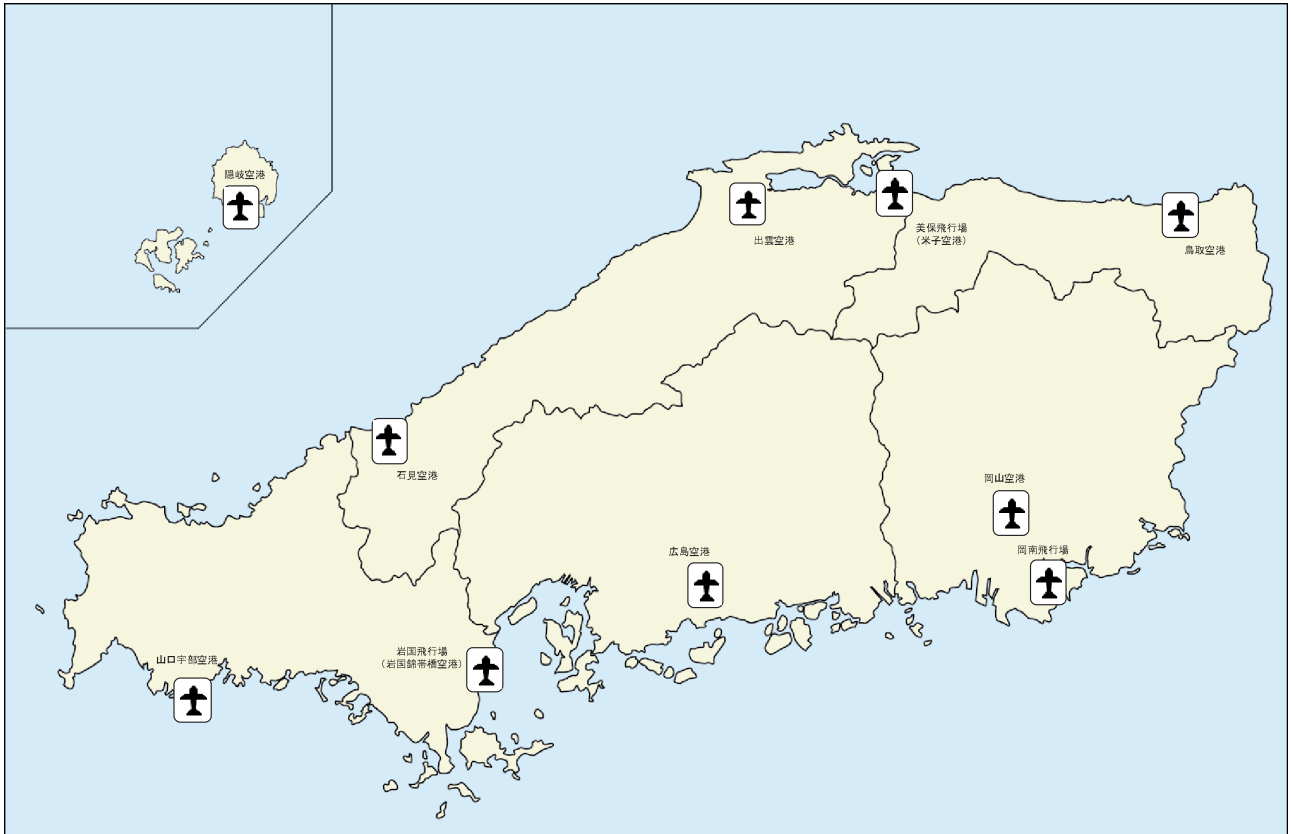 隠岐空港
出雲空港
美保飛行場
（米子空港）
鳥取空港
石見空港
岡山空港
広島空港
岡南飛行場
岩国飛行場
（岩国錦帯橋空港）
山口宇部空港